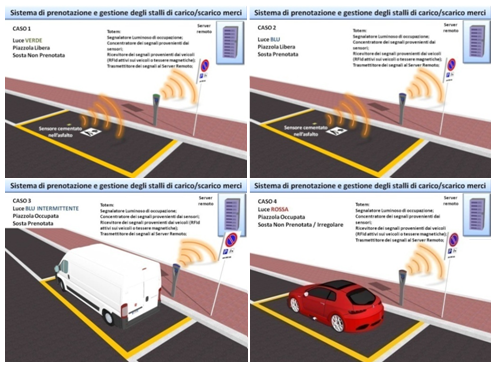 Sistema di prenotazione e gestione degli stalli di carico/scarico merci
CASO 1
Luce VERDE
Piazzola Libera
Sosta Non Prenotata
Totem:
Segnalatore Luminoso di occupazione;
Concentratore dei segnali provenienti dai sensori;
Ricevitore dei segnali provenienti dai veicoli
(RFid attivi sui veicoli o tessere magnetiche);
Trasmettitore dei segnali al Server Remoto;
Server
remoto
Sensore cementato
nell'asfalto
Sistema di prenotazione e gestione degli stalli di carico/scarico merci
CASO 2
Luce BLU
Piazzola Libera
Sosta Prenotata
Totem:
Segnalatore Luminoso di occupazione;
Concentratore dei segnali provenienti dai
sensori;
Ricevitore dei segnali provenienti dai veicoli
(RFid attivi sui veicoli o tessere magnetiche);
Trasmettitore dei segnali al Server Remoto;
Server
remoto
Sensore cementato
nell'asfalto
Sistema di prenotazione e gestione degli stalli di carico/scarico merci
CASO 3
Luce BLU INTERMITTENTE
Piazzola Occupata
Sosta Prenotata
Totem:
Segnalatore Luminoso di occupazione;
Concentratore dei segnali provenienti dai
sensori;
Ricevitore dei segnali provenienti dai veicoli (RFid
attivi sui veicoli o tessere magnetiche);
Trasmettitore dei segnali al Server Remoto;
Server
remoto
Sistema di prenotazione e gestione degli stalli di carico/scarico merci
CASO 4
Luce ROSSA
Piazzola Occupata
Sosta Non Prenotata / Irregolare
Totem:
Segnalatore Luminoso di occupazione;
Concentratore dei segnali provenienti dai
sensori;
Ricevitore dei segnali provenienti dai veicoli
(RFid attivi sui veicoli o tessere magnetiche);
Trasmettitore dei segnali al Server Remoto;
Server
remoto